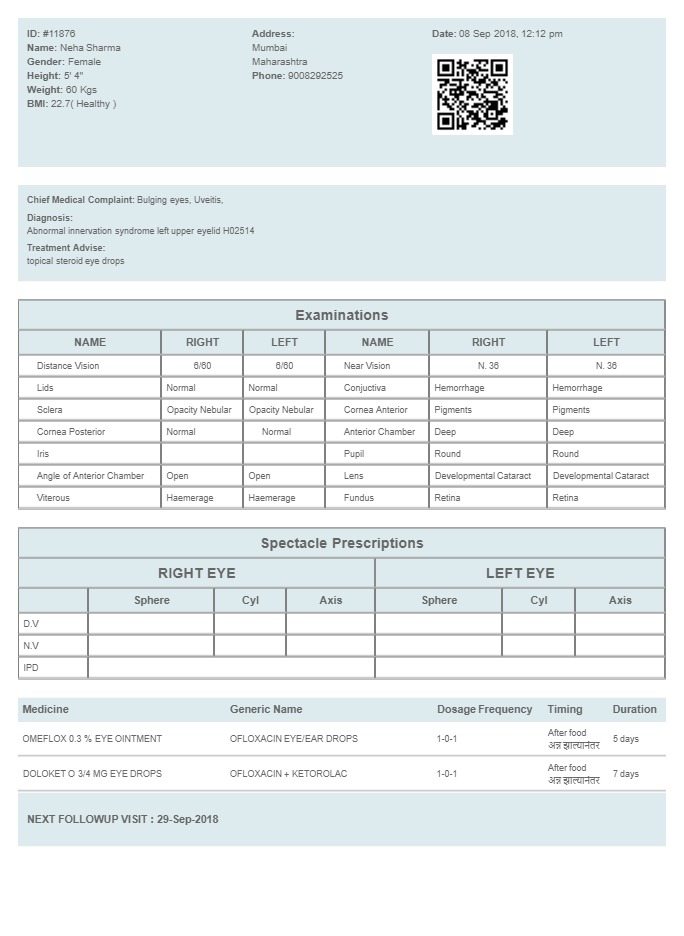 ID: #11876
Name: Neha Sharma
Gender: Female
Height: 5' 4"
Weight: 60 Kgs
BMI: 22.7( Healthy )
Address:
Mumbai
Maharashtra
Phone: 9008292525
Date: 08 Sep 2018, 12:12 pm
Chief Medical Complaint: Bulging eyes, Uveitis,
Diagnosis:
Abnormal innervation syndrome left upper eyelid H02514
Treatment Advise:
topical steroid eye drops
Examinations
NAME RIGHT LEFT NAME RIGHT LEFT
Distance Vision 6/60 6/60 Near Vision N. 36 N. 36
Lids Normal Normal Conjuctiva Hemorrhage Hemorrhage
Sclera Opacity Nebular Opacity Nebular Cornea Anterior Pigments Pigments
Cornea Posterior Normal Normal Anterior Chamber Deep Deep
Iris Pupil Round Round
Angle of Anterior Chamber Open Open Lens Developmental Cataract Developmental Cataract
Viterous Haemerage Haemerage Fundus Retina Retina
Spectacle Prescriptions
RIGHT EYE LEFT EYE
Sphere Cyl Axis Sphere Cyl Axis
D.V
N.V
IPD
Medicine Generic Name Dosage Frequency Timing Duration
OMEFLOX 0.3 % EYE OINTMENT OFLOXACIN EYE/EAR DROPS 1-0-1 After food 5 days
अन्न झाल्यानंतर
DOLOKET O 3/4 MG EYE DROPS OFLOXACIN + KETOROLAC 1-0-1 After food 7 days
अन्न झाल्यानंतर
NEXT FOLLOWUP VISIT : 29-Sep-2018